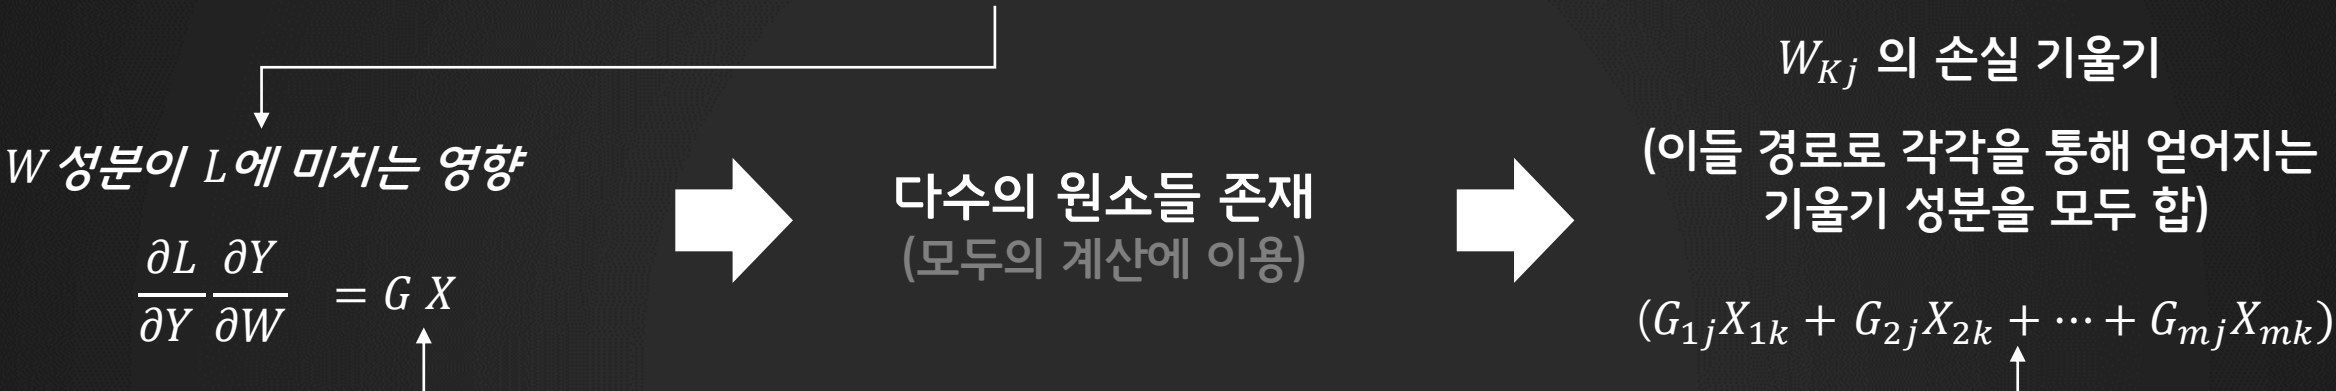 W 성분이 L에 미치는 영향
∂L/∂Y ∂Y/∂W = G X
다수의 원소들 존재
(모두의 계산에 이용)
W_{Kj} 의 손실 기울기
(이들 경로로 각각을 통해 얻어지는
기울기 성분을 모두 합)
(G_{1j}X_{1k} + G_{2j}X_{2k} + ⋯ + G_{mj}X_{mk})